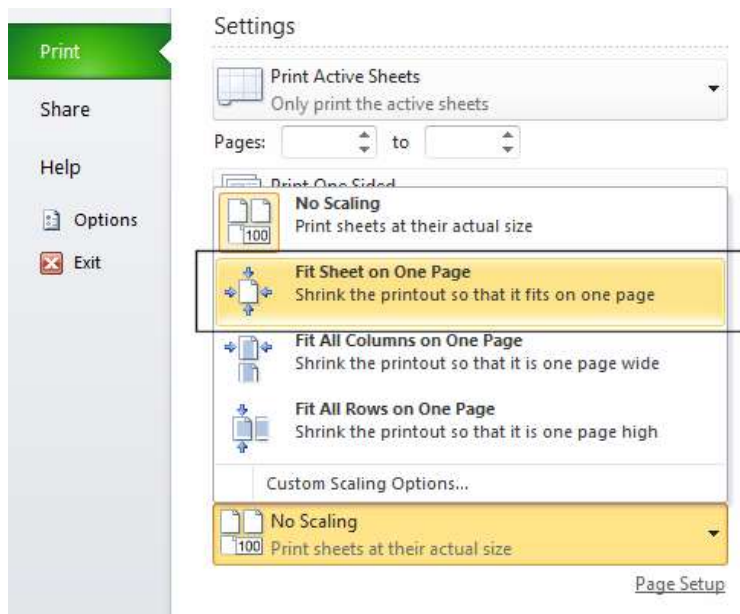 Settings
Print
Share
Help
Options
Exit
Print Active Sheets
Only print the active sheets
Pages:
to
Print One Sided
No Scaling
100
Print sheets at their actual size
Fit Sheet on One Page
Shrink the printout so that it fits on one page
Fit All Columns on One Page
Shrink the printout so that it is one page wide
Fit All Rows on One Page
Shrink the printout so that it is one page high
Custom Scaling Options...
No Scaling
100
Print sheets at their actual size
Page Setup